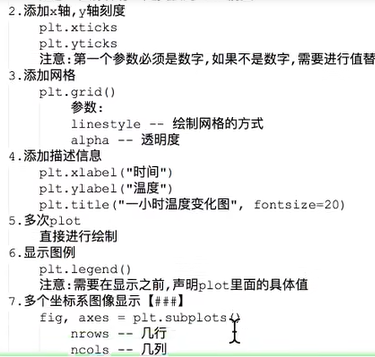 2.添加x轴,y轴刻度
plt.xticks
plt.yticks
注意:第一个参数必须是数字,如果不是数字,需要进行值替
3.添加网格
plt.grid()
参数:
linestyle -- 绘制网格的方式
alpha -- 透明度
4.添加描述信息
plt.xlabel("时间")
plt.ylabel("温度")
plt.title("一小时温度变化图", fontsize=20)
5.多次plot
直接进行绘制
6.显示图例
plt.legend()
注意:需要在显示之前,声明plot里面的具体值
7.多个坐标系图像显示【###】
fig, axes = plt.subplots()
nrows -- 几行
ncols -- 几列